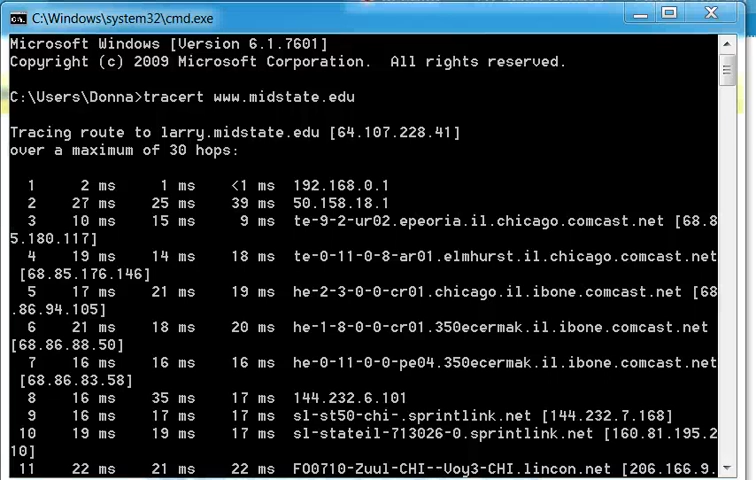 C:\Windows\system32\cmd.exe
Microsoft Windows [Version 6.1.7601]
Copyright (c) 2009 Microsoft Corporation.  All rights reserved.
C:\Users\Donna>tracert www.midstate.edu
Tracing route to larry.midstate.edu [64.107.228.41]
over a maximum of 30 hops:
1     2 ms     1 ms    <1 ms  192.168.0.1
2    27 ms    25 ms    39 ms  50.158.18.1
3    10 ms    15 ms     9 ms  te-9-2-ur02.epeoria.il.chicago.comcast.net [68.8
5.180.117]
4    19 ms    14 ms    18 ms  te-0-11-0-8-ar01.elmhurst.il.chicago.comcast.net
[68.85.176.146]
5    17 ms    21 ms    19 ms  he-2-3-0-0-cr01.chicago.il.ibone.comcast.net [68
.86.94.105]
6    21 ms    18 ms    20 ms  he-1-8-0-0-cr01.350ecermak.il.ibone.comcast.net
[68.86.88.50]
7    16 ms    16 ms    16 ms  he-0-11-0-0-pe04.350ecermak.il.ibone.comcast.net
[68.86.83.58]
8    16 ms    35 ms    17 ms  144.232.6.101
9    16 ms    17 ms    17 ms  sl-st50-chi-.sprintlink.net [144.232.7.168]
10    19 ms    19 ms    17 ms  sl-stateil-713026-0.sprintlink.net [160.81.195.2
10]
11    22 ms    21 ms    22 ms  FO0710-Zuul-CHI--Voy3-CHI.lincon.net [206.166.9.